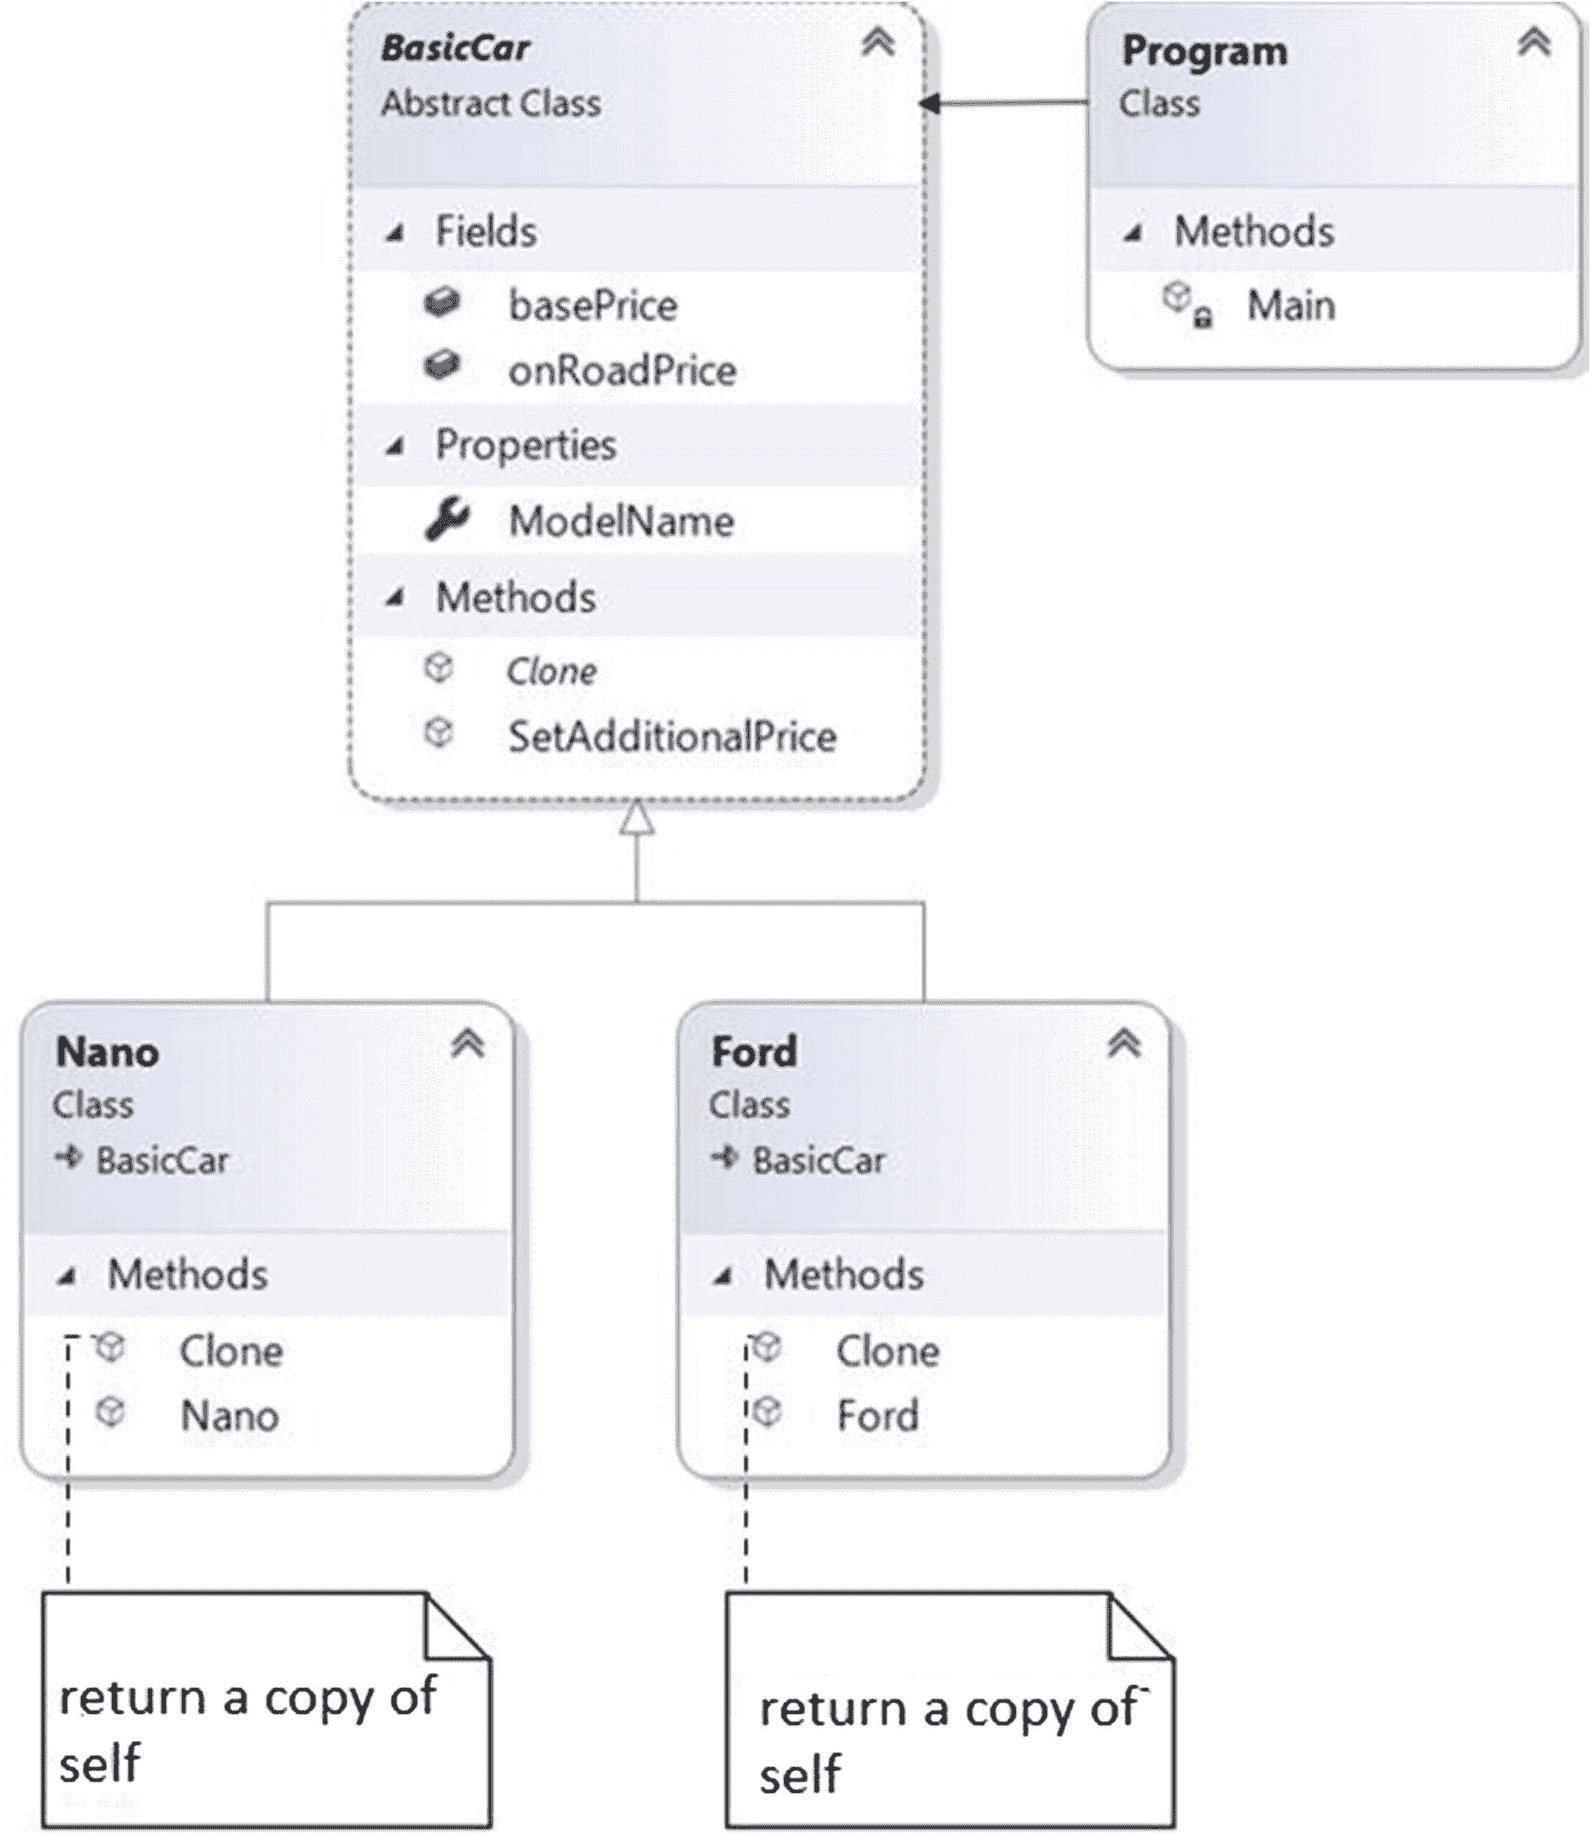 BasicCar
Abstract Class
Fields
basePrice
onRoadPrice
Properties
ModelName
Methods
Clone
SetAdditionalPrice
Program
Class
Methods
Main
Nano
Class
BasicCar
Methods
Clone
Nano
return a copy of
self
Ford
Class
BasicCar
Methods
Clone
Ford
return a copy of
self